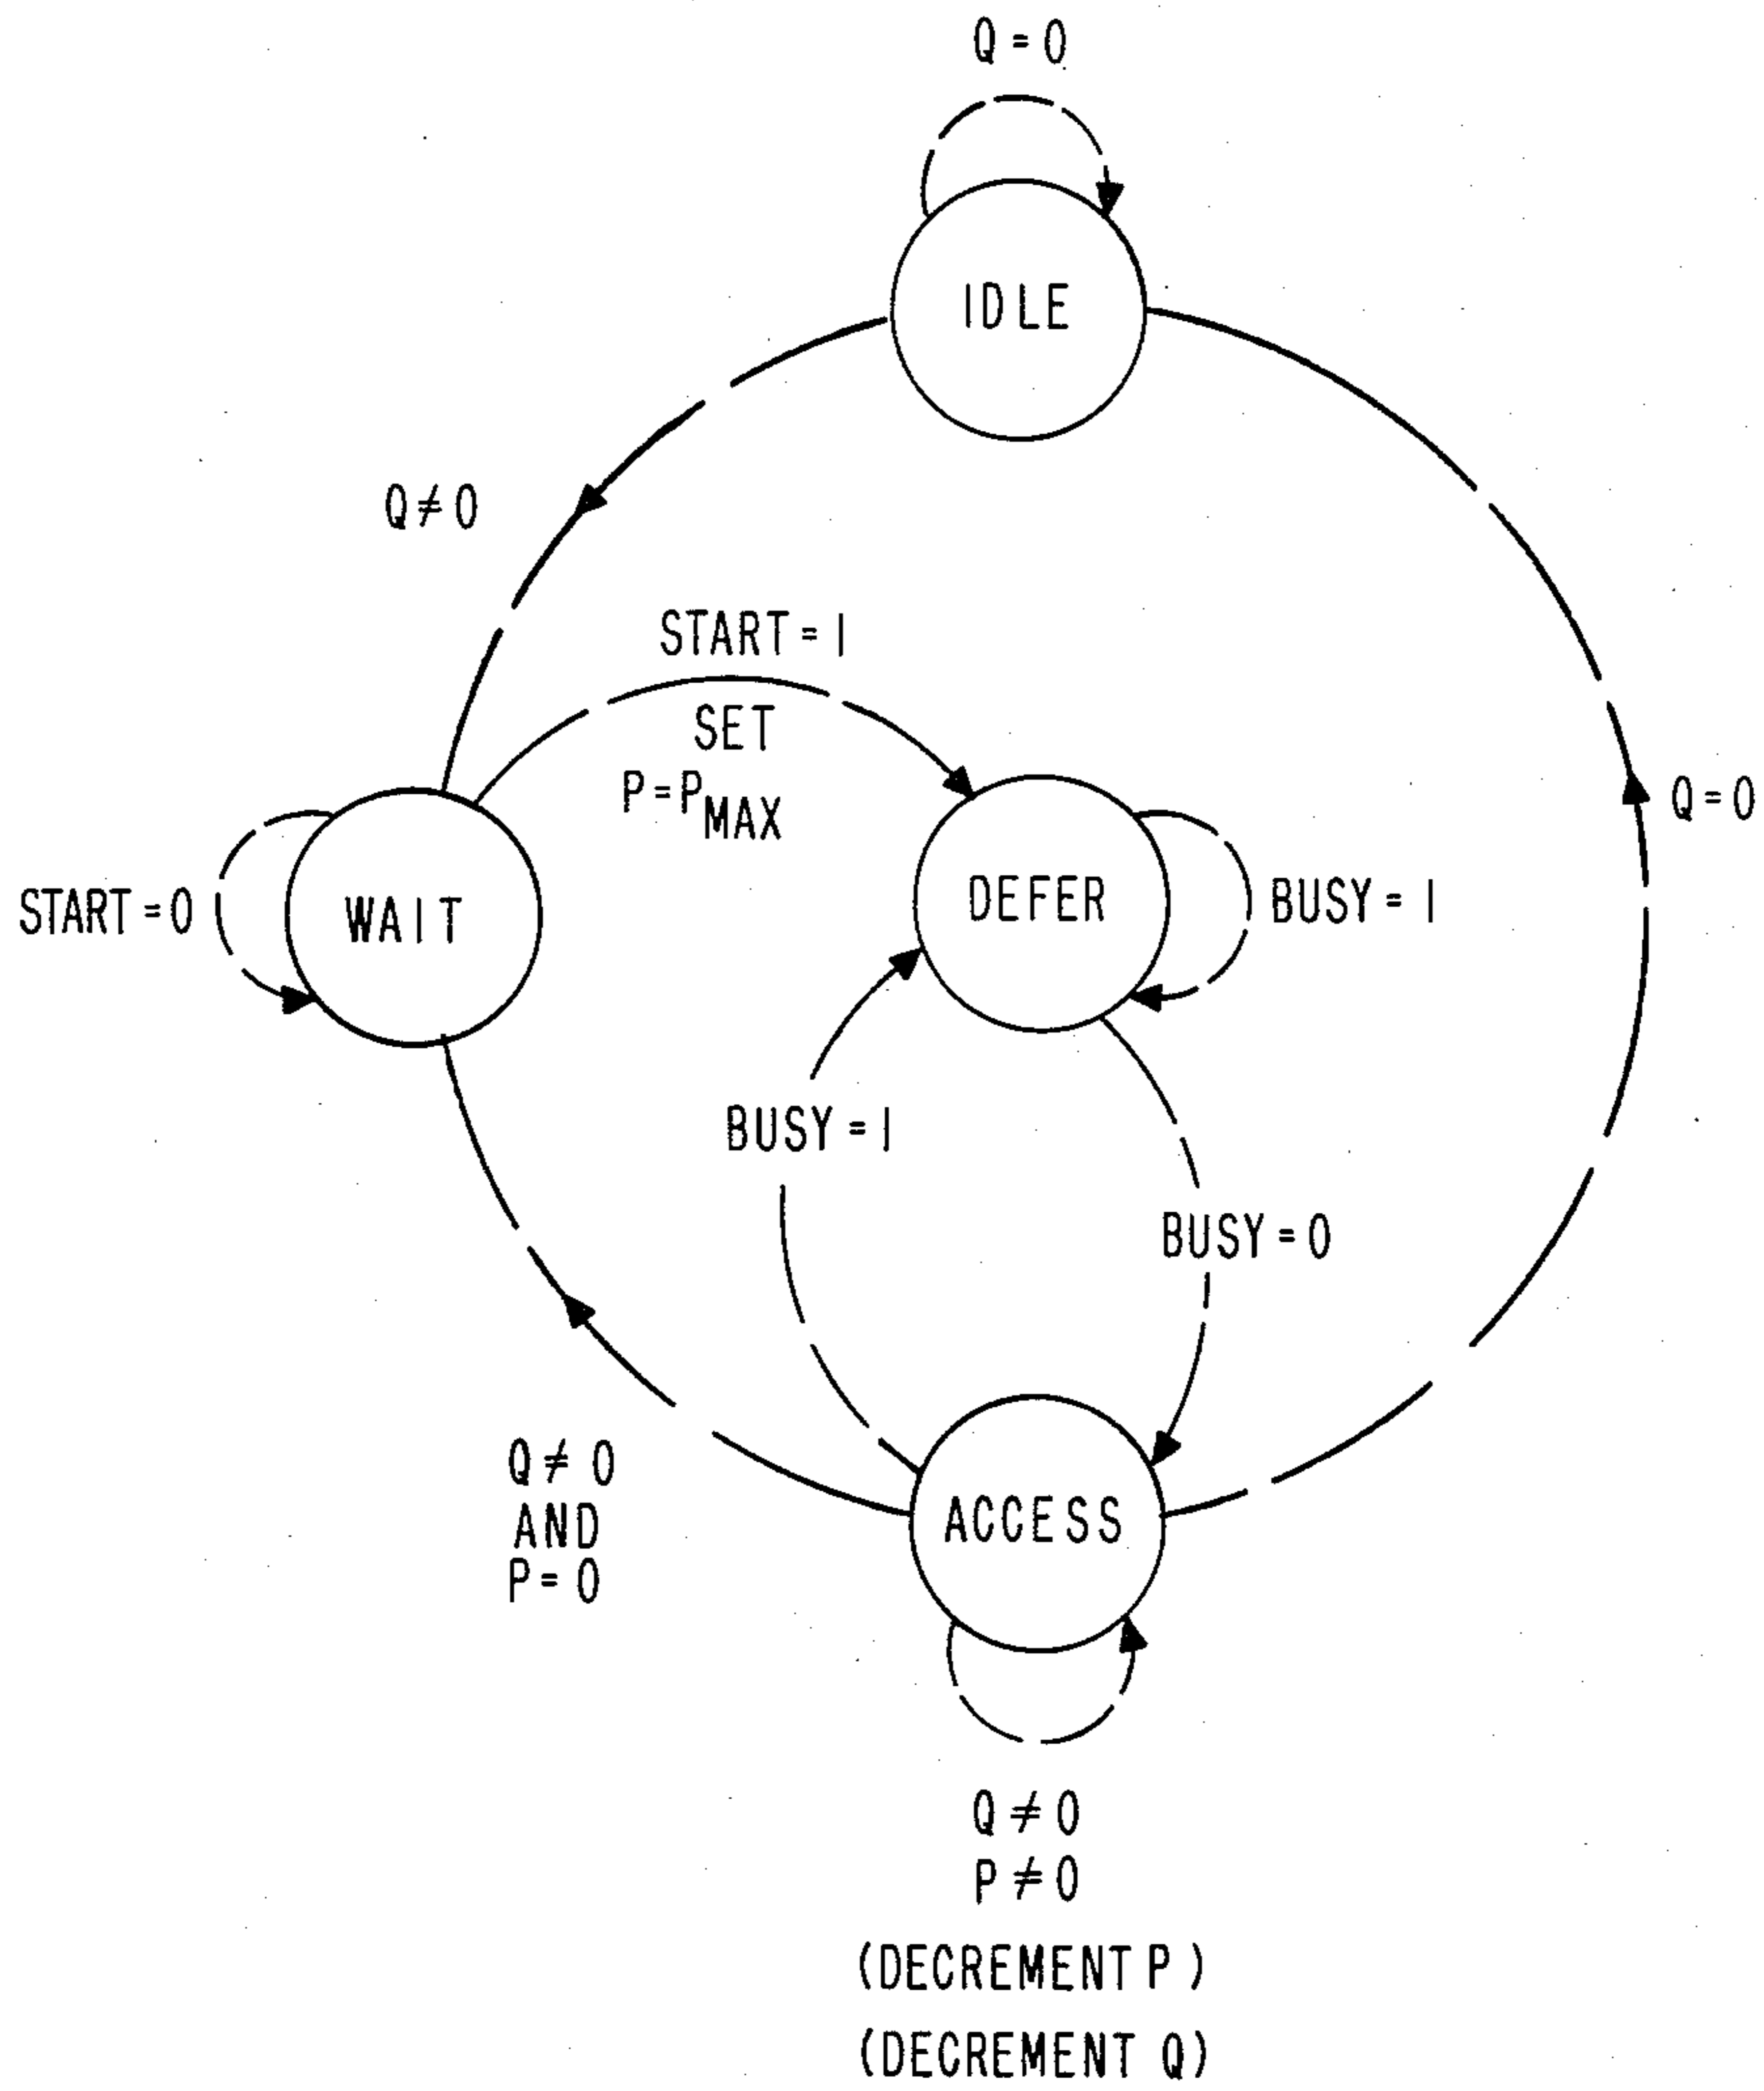 Q = 0
IDLE
Q ≠ 0
START = 1
SET
P = PMAX
Q = 0
START = 0
WAIT
DEFER
BUSY = 1
BUSY = 1
BUSY = 0
Q ≠ 0
AND
P = 0
ACCESS
Q ≠ 0
P ≠ 0
(DECREMENT P)
(DECREMENT Q)